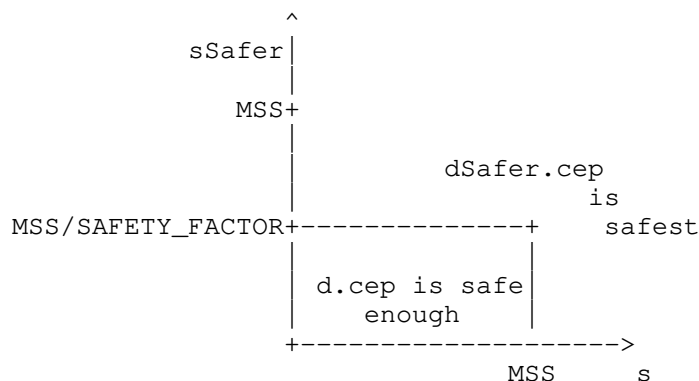 sSafer
MSS
dSafer.cep
is
MSS/SAFETY_FACTOR safest
d.cep is safe
enough
MSS s